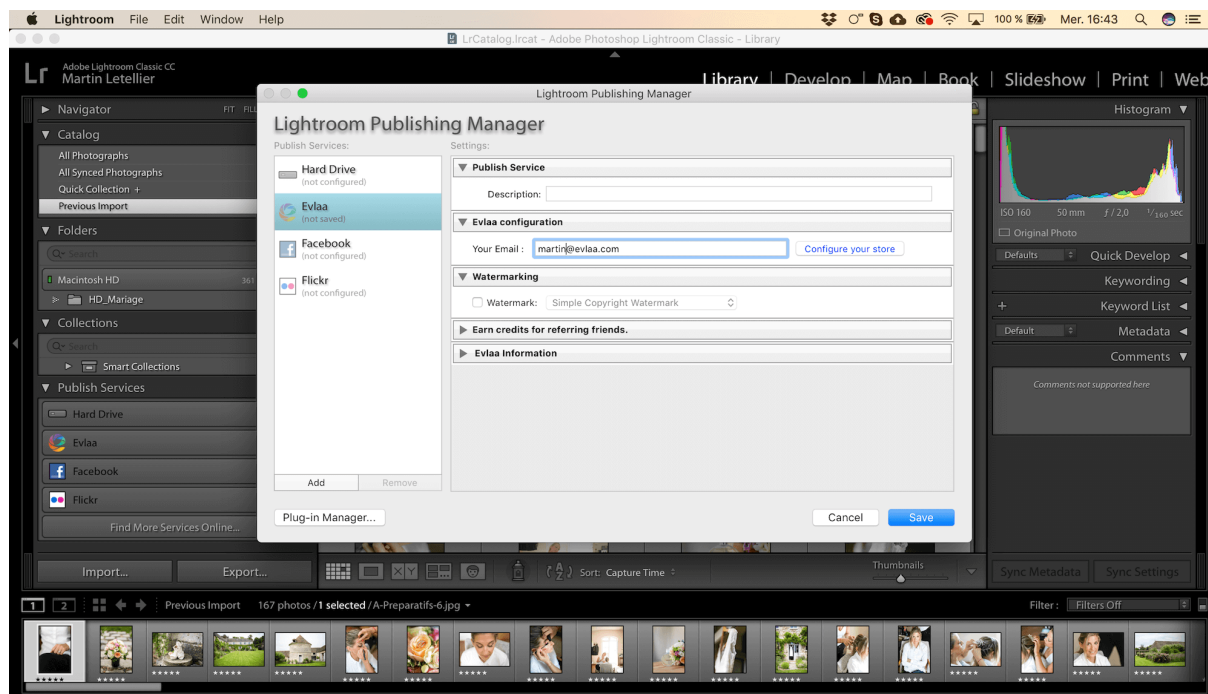 Lightroom File Edit Window Help
100 % Mer. 16:43
LrCatalog.lrcat - Adobe Photoshop Lightroom Classic - Library
Lr
Adobe Lightroom Classic CC
Martin Letellier
Library | Develop | Map | Book | Slideshow | Print | Web
Navigator FIT FILL
Catalog
All Photographs
All Synced Photographs
Quick Collection +
Previous Import
Folders
Search
Macintosh HD 361
HD_Mariage
Collections
Search
Smart Collections
Publish Services
Hard Drive
Evlaa
Facebook
Flickr
Find More Services Online...
Import... Export...
Lightroom Publishing Manager
Lightroom Publishing Manager
Publish Services:
Hard Drive
(not configured)
Evlaa
(not saved)
Facebook
(not configured)
Flickr
(not configured)
Add Remove
Plug-in Manager...
Settings:
Publish Service
Description:
Evlaa configuration
Your Email : martin@evlaa.com Configure your store
Watermarking
Watermark: Simple Copyright Watermark
Earn credits for referring friends.
Evlaa Information
Cancel Save
Histogram
ISO 160 50 mm ƒ / 2,0 1/160 sec
Original Photo
Defaults Quick Develop
Keywording
+ Keyword List
Default Metadata
Comments
Comments not supported here
Sync Metadata Sync Settings
X Y
Sort: Capture Time
Thumbnails
1 2 Previous Import 167 photos / 1 selected / A-Preparatifs-6.jpg
Filter : Filters Off